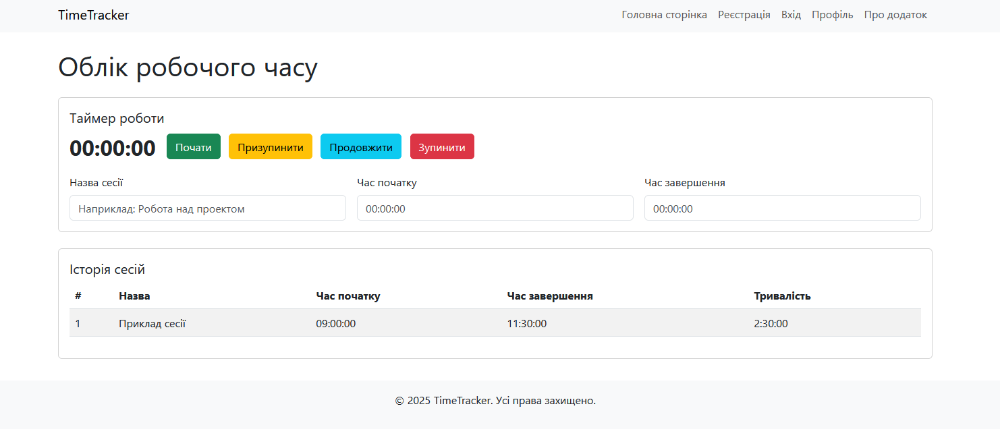 TimeTracker Головна сторінка Реєстрація Вхід Профіль Про додаток
Облік робочого часу
Таймер роботи
00:00:00 Почати Призупинити Продовжити Зупинити
Назва сесії Час початку Час завершення
Наприклад: Робота над проектом 00:00:00 00:00:00
Історія сесій
# Назва Час початку Час завершення Тривалість
1 Приклад сесії 09:00:00 11:30:00 2:30:00
© 2025 TimeTracker. Усі права захищено.